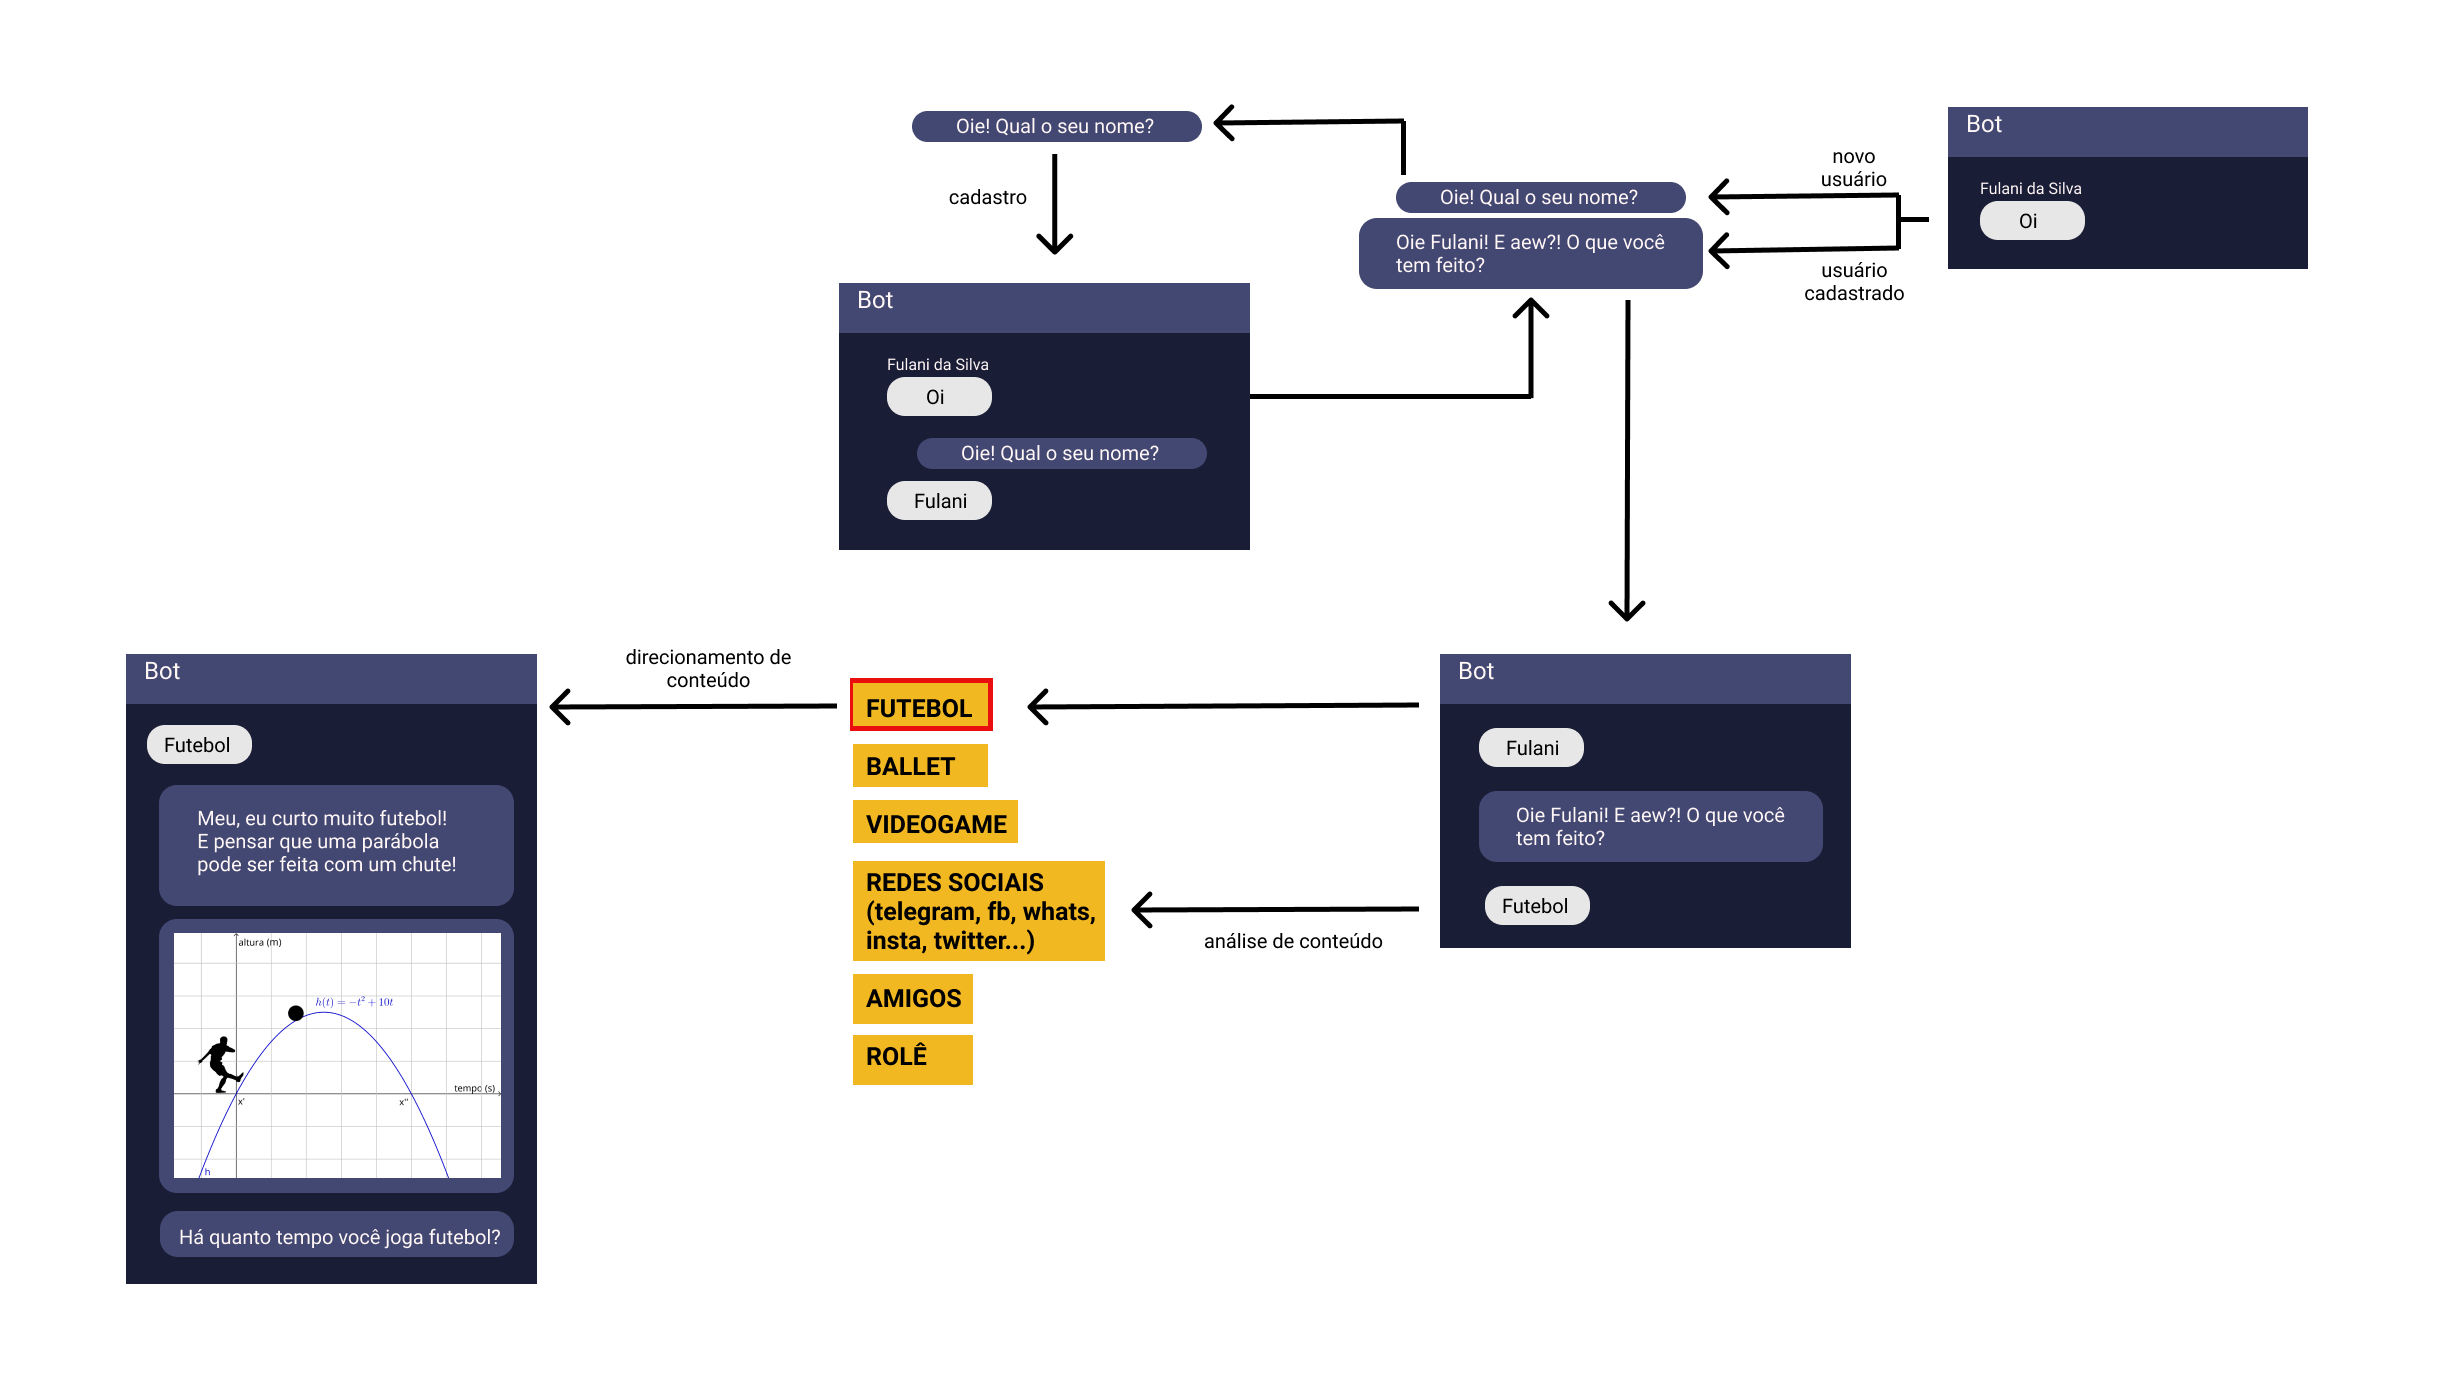 Oie! Qual o seu nome?
cadastro
Bot
Fulani da Silva
Oi
Oie! Qual o seu nome?
Fulani
Oie! Qual o seu nome?
Oie Fulani! E aew?! O que você
tem feito?
novo
usuário
usuário
cadastrado
Bot
Fulani da Silva
Oi
Bot
Fulani
Oie Fulani! E aew?! O que você
tem feito?
Futebol
análise de conteúdo
FUTEBOL
BALLET
VIDEOGAME
REDES SOCIAIS
(telegram, fb, whats,
insta, twitter...)
AMIGOS
ROLÊ
direcionamento de
conteúdo
Bot
Futebol
Meu, eu curto muito futebol!
E pensar que uma parábola
pode ser feita com um chute!
altura (m)
h(t) = −t² + 10t
tempo (s)
x'
x''
h
Há quanto tempo você joga futebol?